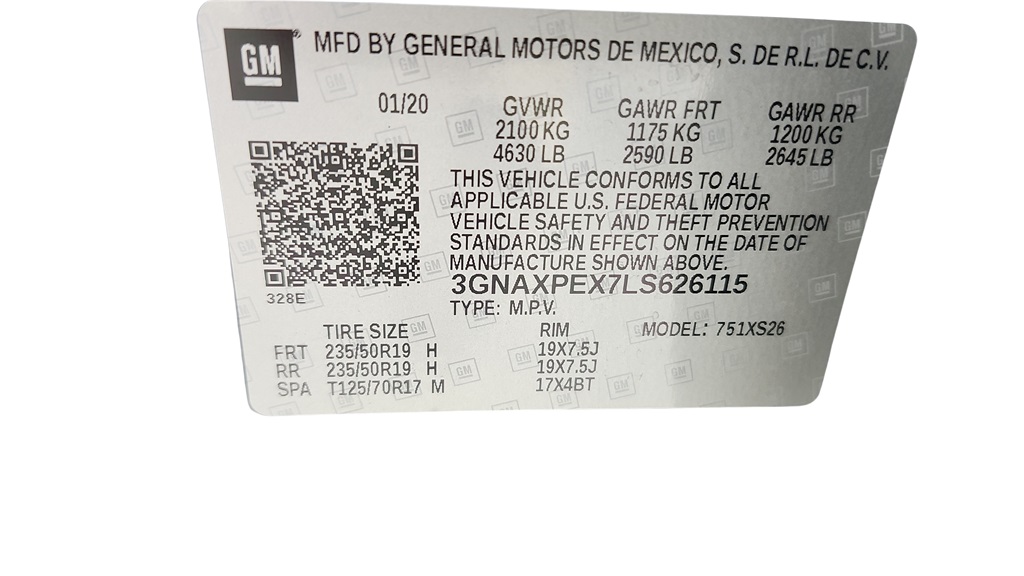 GM MFD BY GENERAL MOTORS DE MEXICO, S. DE R.L. DE C.V.
01/20 GVWR GAWR FRT GAWR RR
2100 KG 1175 KG 1200 KG
4630 LB 2590 LB 2645 LB
THIS VEHICLE CONFORMS TO ALL
APPLICABLE U.S. FEDERAL MOTOR
VEHICLE SAFETY AND THEFT PREVENTION
STANDARDS IN EFFECT ON THE DATE OF
MANUFACTURE SHOWN ABOVE.
3GNAXPEX7LS626115
328E
TYPE: M.P.V.
TIRE SIZE RIM MODEL: 751XS26
FRT 235/50R19 H 19X7.5J
RR 235/50R19 H 19X7.5J
SPA T125/70R17 M 17X4BT